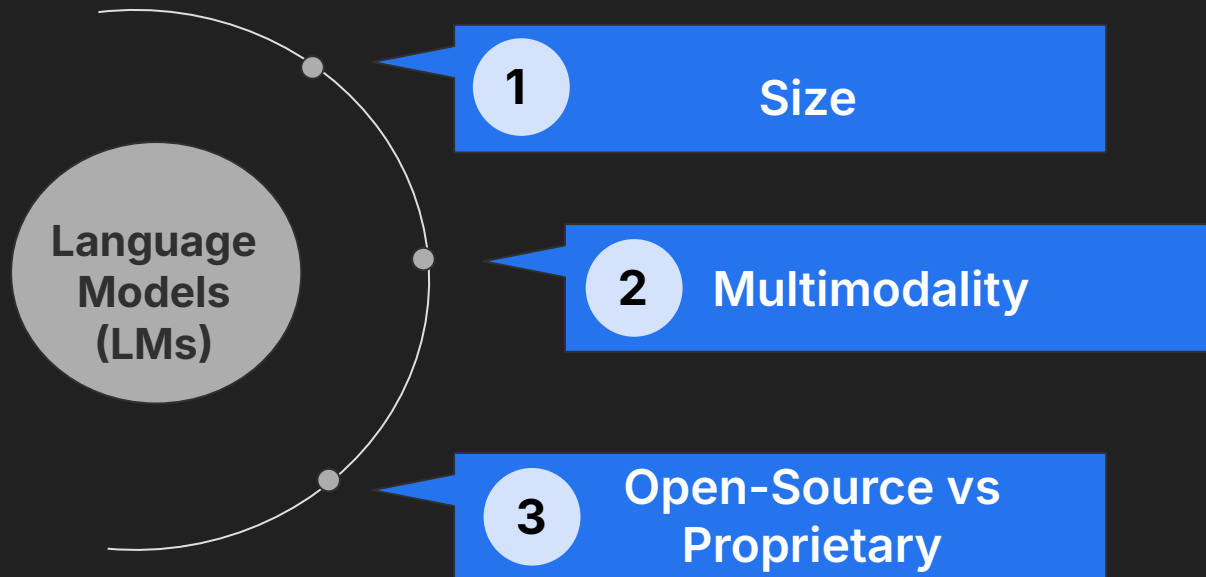 Language
Models
(LMs)
1
Size
2
Multimodality
3
Open-Source vs
Proprietary